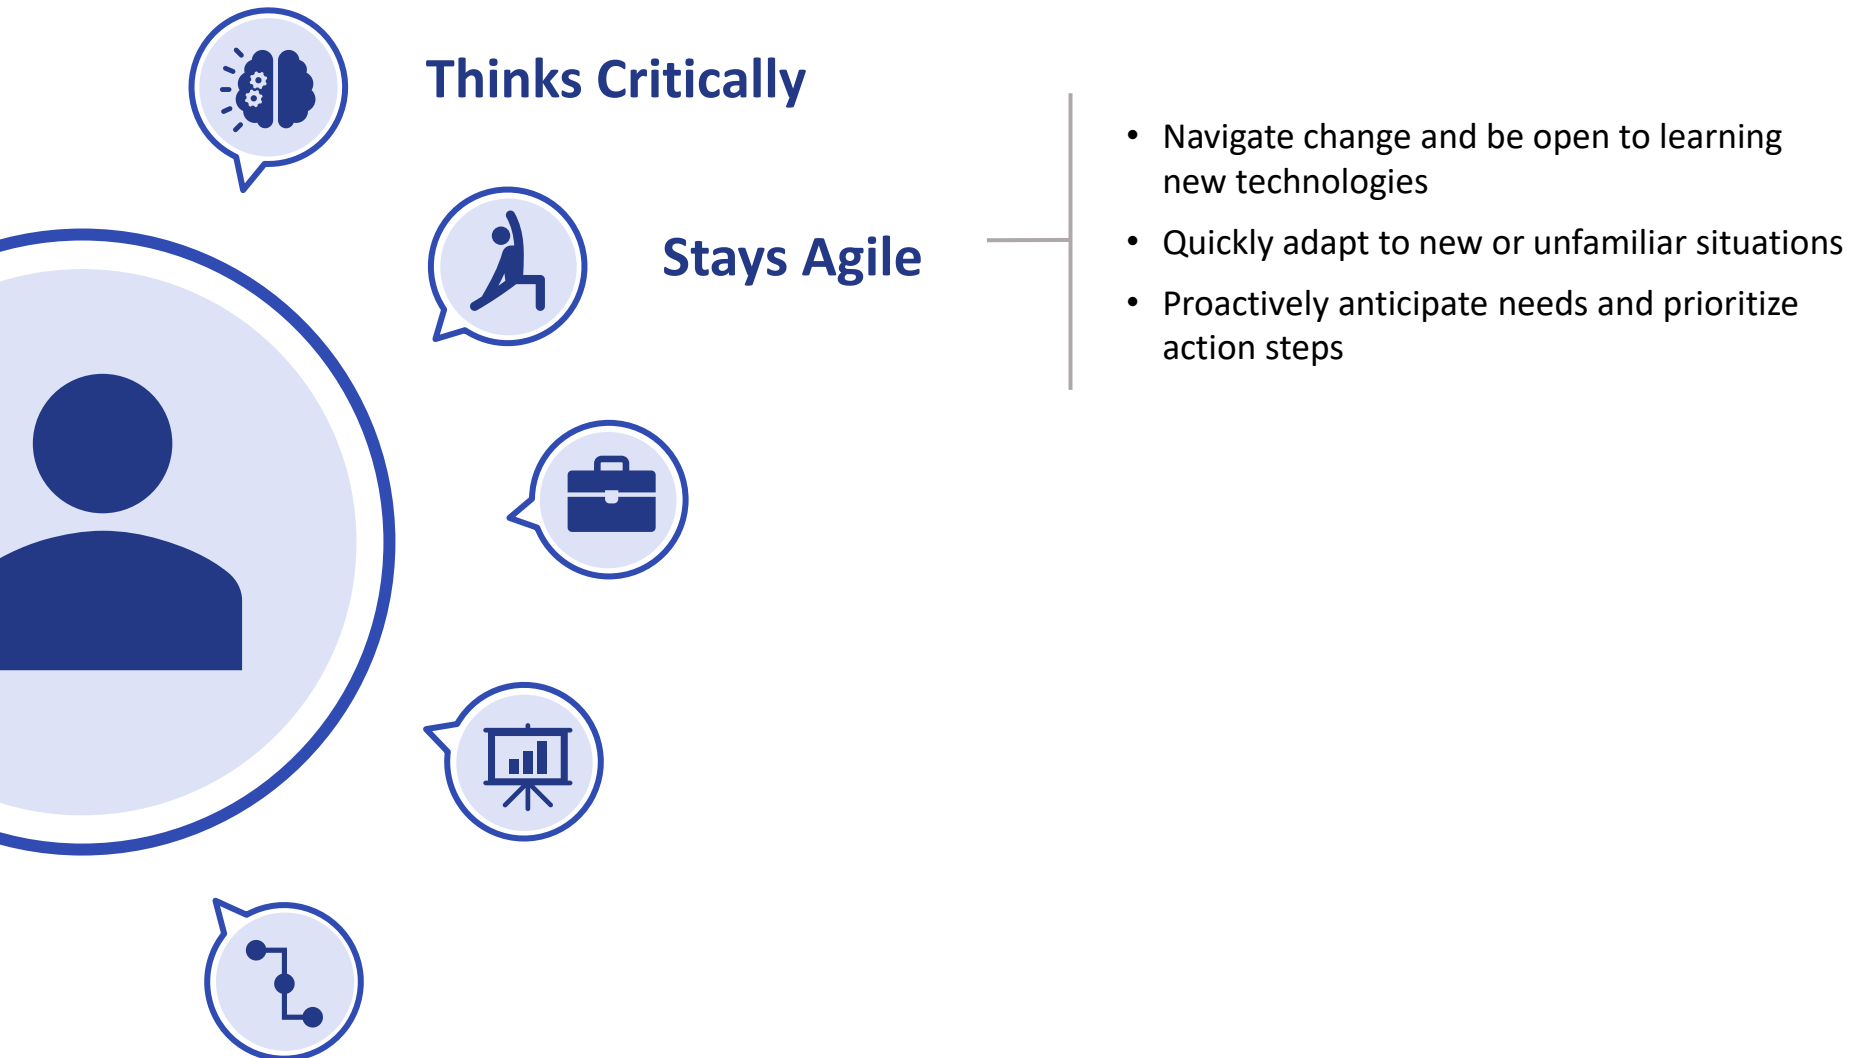 Thinks Critically
Stays Agile
• Navigate change and be open to learning
new technologies
• Quickly adapt to new or unfamiliar situations
• Proactively anticipate needs and prioritize
action steps